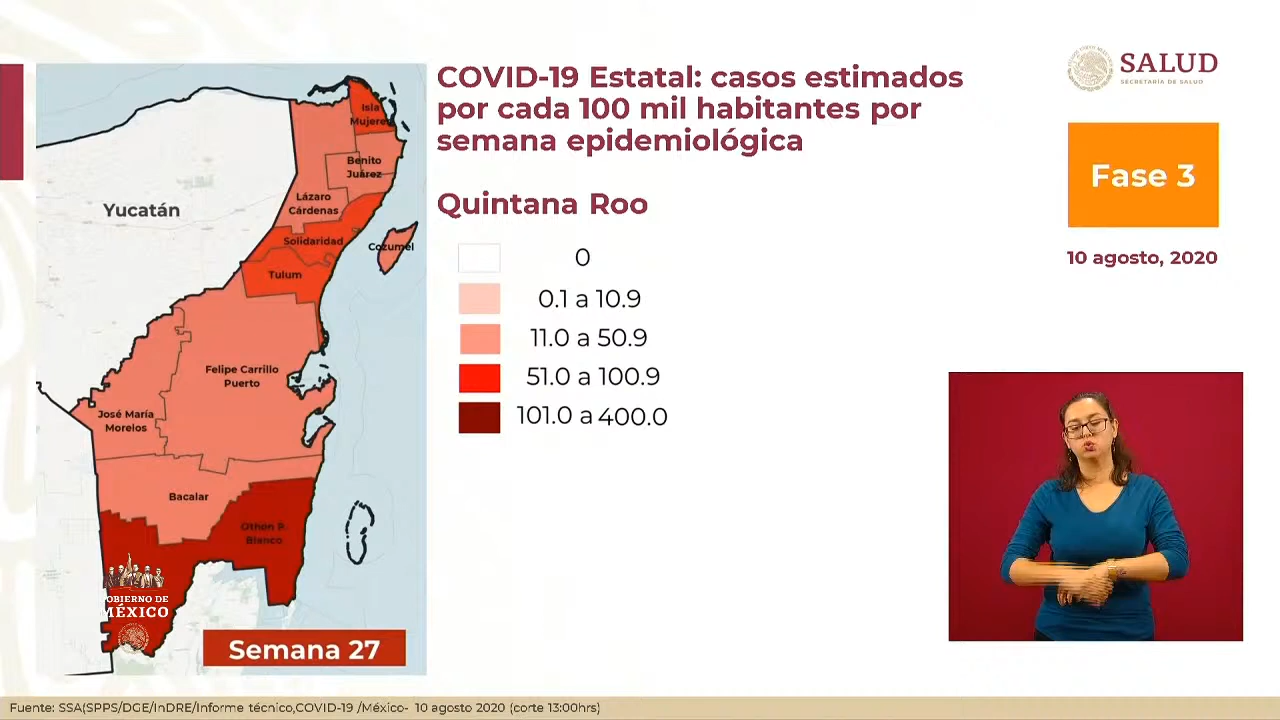 COVID-19 Estatal: casos estimados
por cada 100 mil habitantes por
semana epidemiológica
SALUD
SECRETARÍA DE SALUD
Fase 3
10 agosto, 2020
Quintana Roo
0
0.1 a 10.9
11.0 a 50.9
51.0 a 100.9
101.0 a 400.0
Isla
Mujeres
Benito
Juárez
Lázaro
Cárdenas
Yucatán
Solidaridad
Cozumel
Tulum
Felipe Carrillo
Puerto
José María
Morelos
Bacalar
Othón P.
Blanco
GOBIERNO DE
MÉXICO
Semana 27
Fuente: SSA(SPPS/DGE/InDRE/Informe técnico,COVID-19 /México- 10 agosto 2020 (corte 13:00hrs)